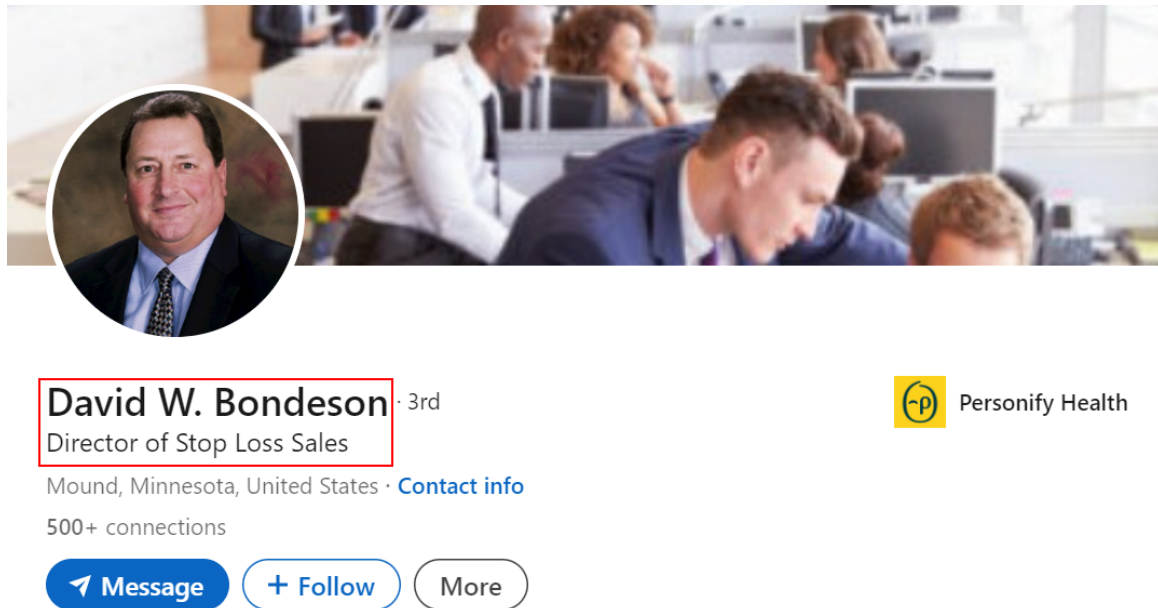 David W. Bondeson · 3rd
Personify Health
Director of Stop Loss Sales
Mound, Minnesota, United States · Contact info
500+ connections
Message
+ Follow
More